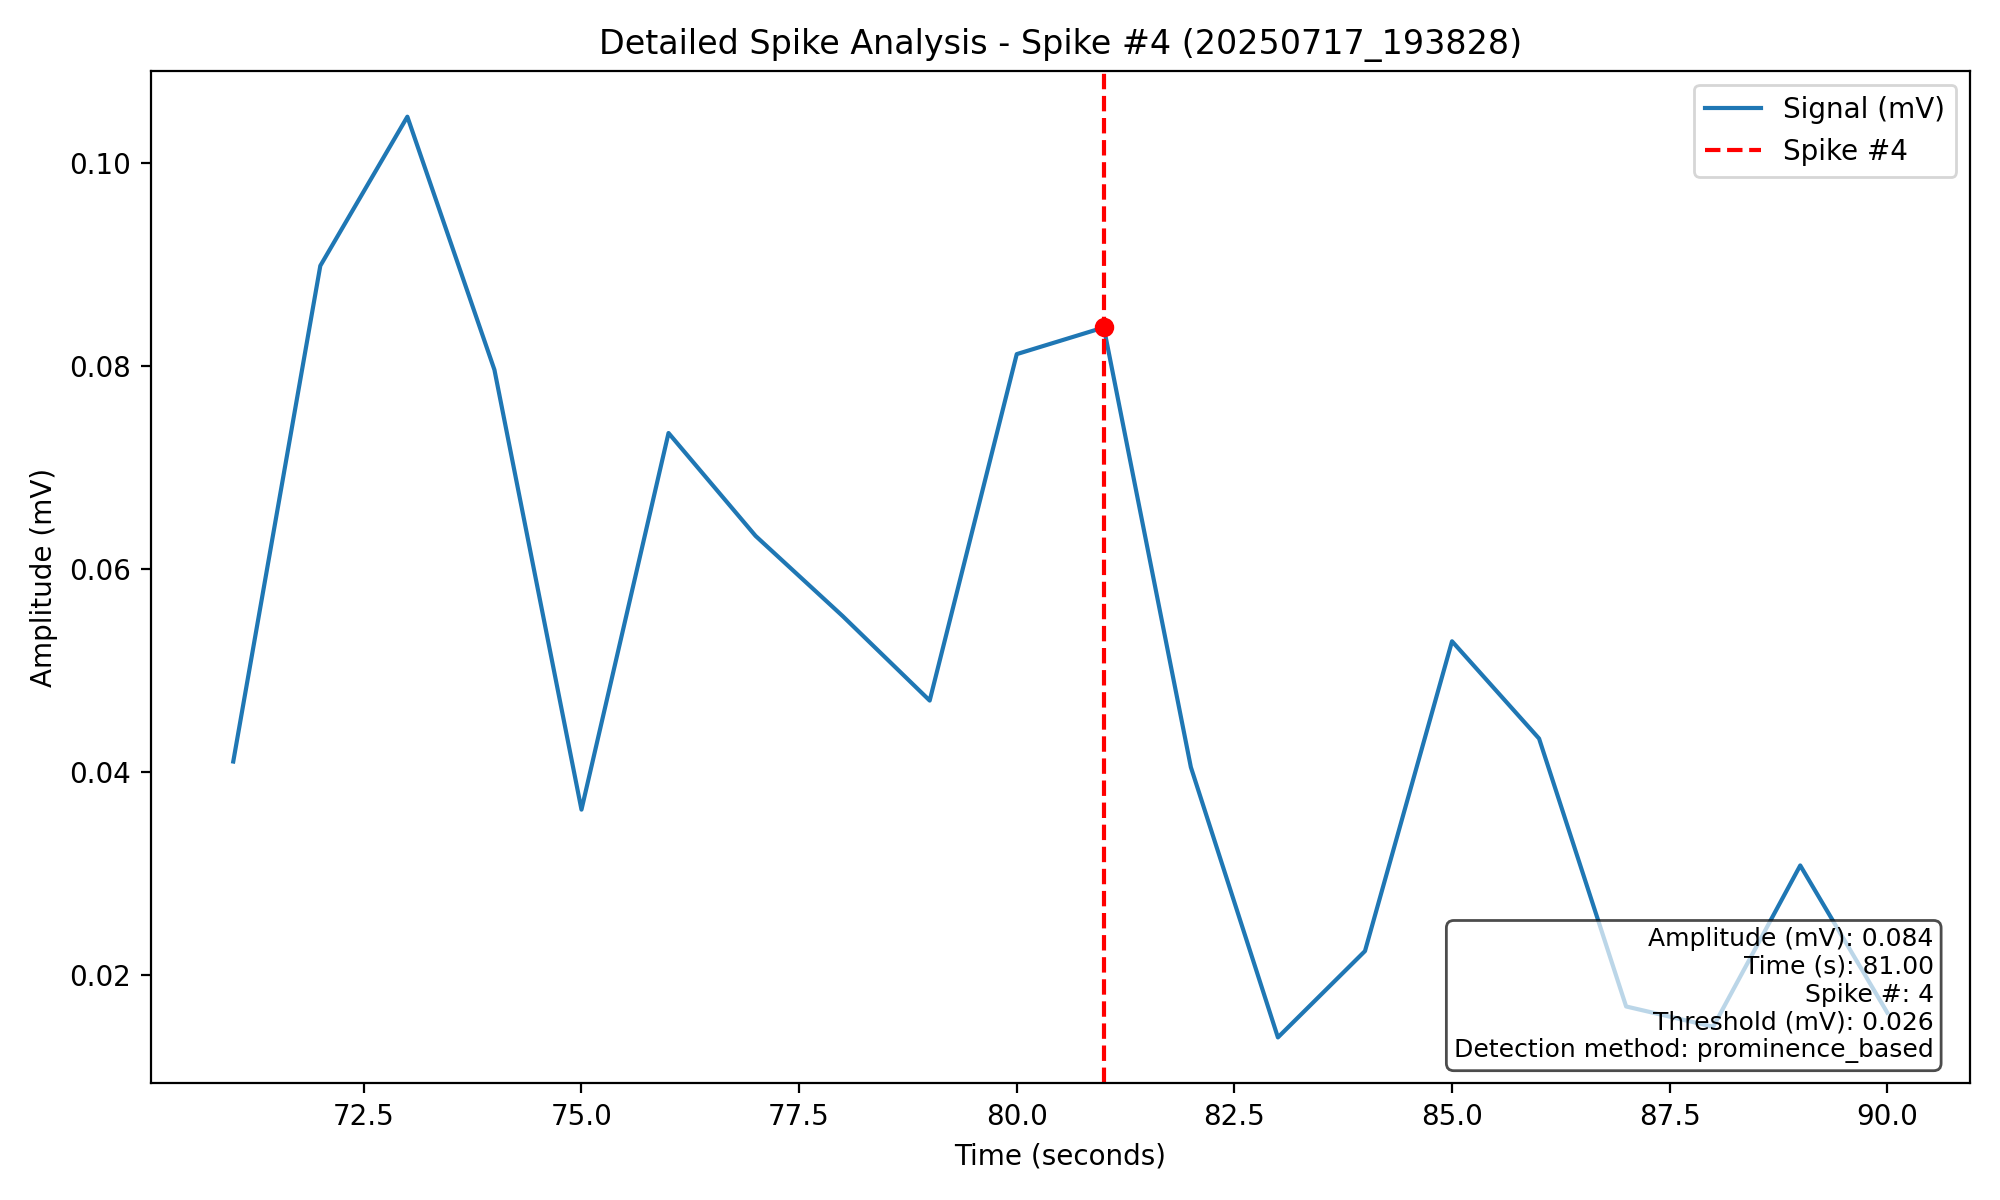 Detailed Spike Analysis - Spike #4 (20250717_193828)
Signal (mV)
Spike #4
Amplitude (mV)
0.10
0.08
0.06
0.04
0.02
Amplitude (mV): 0.084
Time (s): 81.00
Spike #: 4
Threshold (mV): 0.026
Detection method: prominence_based
72.5 75.0 77.5 80.0 82.5 85.0 87.5 90.0
Time (seconds)